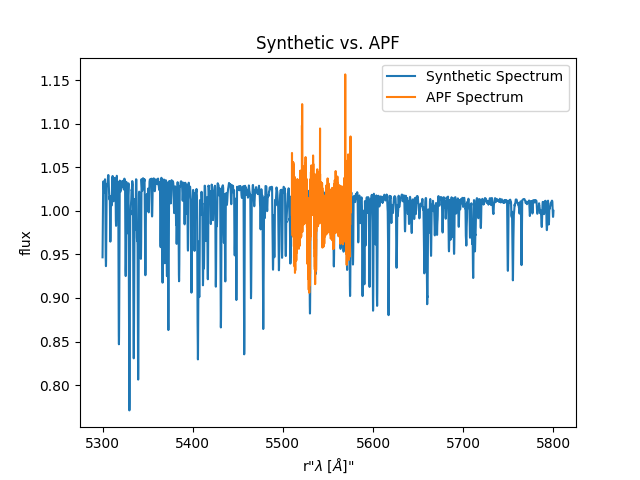 Synthetic vs. APF
Synthetic Spectrum
APF Spectrum
1.15
1.10
1.05
1.00
0.95
0.90
0.85
0.80
flux
5300 5400 5500 5600 5700 5800
r"λ [Å]"